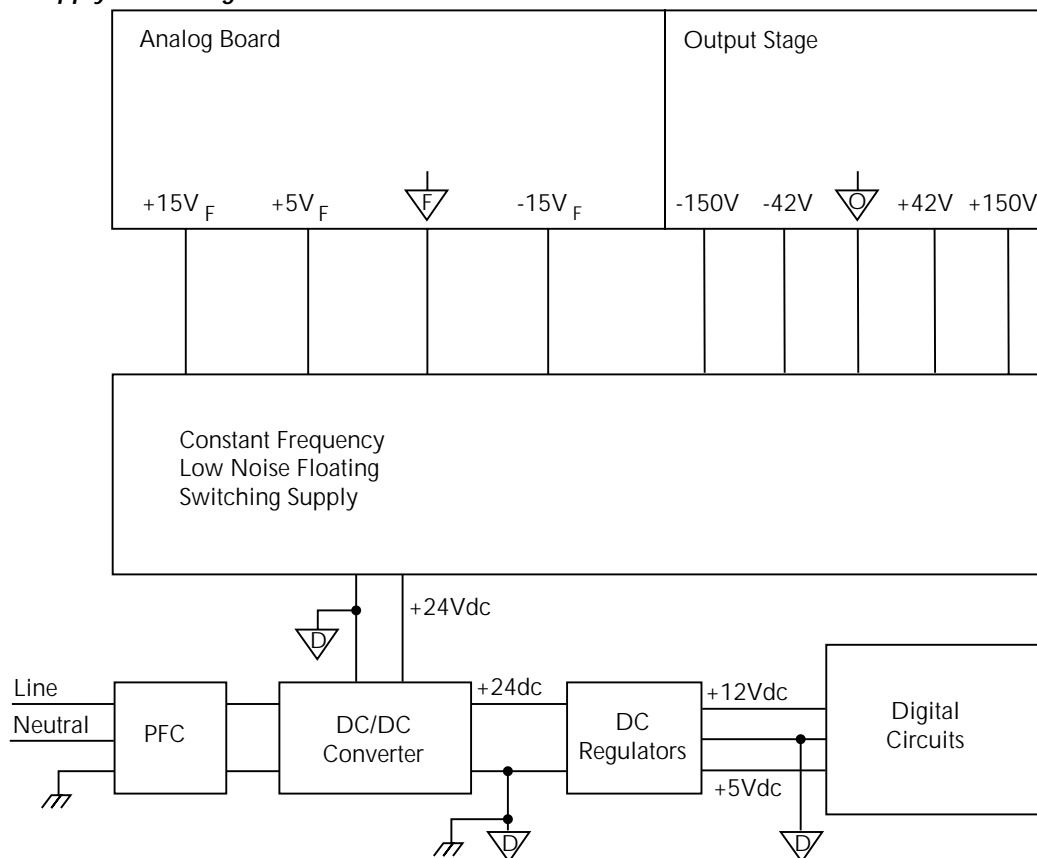 Analog Board
Output Stage
+15V F
+5V F
F
-15V F
-150V
-42V
O
+42V
+150V
Constant Frequency
Low Noise Floating
Switching Supply
D
+24Vdc
Line
Neutral
PFC
DC/DC
Converter
+24dc
DC
Regulators
+12Vdc
+5Vdc
Digital
Circuits
D
D